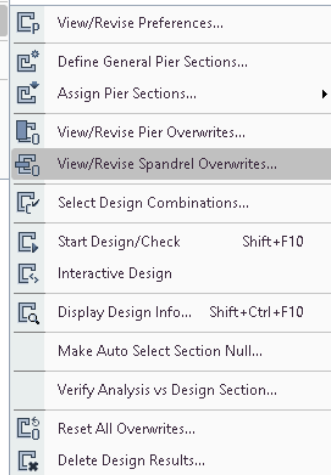 View/Revise Preferences...
Define General Pier Sections...
Assign Pier Sections...
View/Revise Pier Overwrites...
View/Revise Spandrel Overwrites...
Select Design Combinations...
Start Design/Check Shift+F10
Interactive Design
Display Design Info... Shift+Ctrl+F10
Make Auto Select Section Null...
Verify Analysis vs Design Section...
Reset All Overwrites...
Delete Design Results...